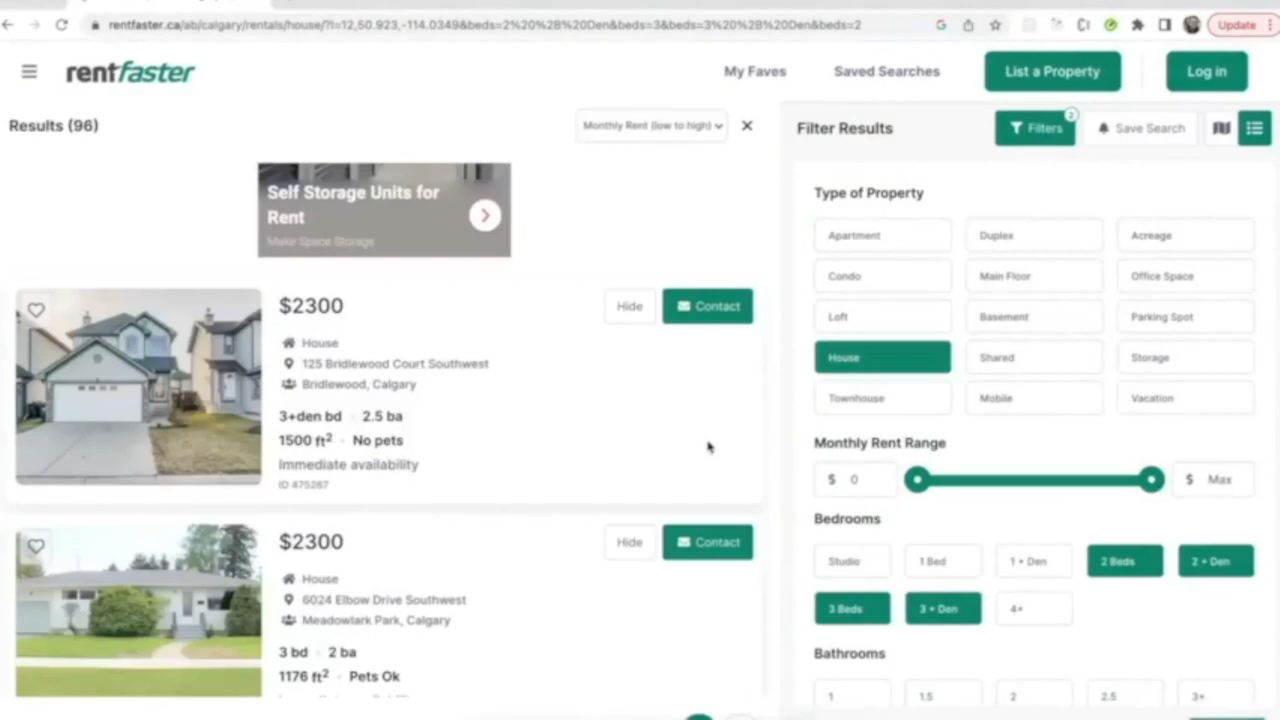 rentfaster.ca/ab/calgary/rentals/house/?l=12,50.923,-114.0349&beds=2%20%2B%20Den&beds=3&beds=3%20%2B%20Den&beds=2
Update
rentfaster
My Faves
Saved Searches
List a Property
Log in
Results (96)
Monthly Rent (low to high)
Self Storage Units for
Rent
Make Space Storage
$2300
Hide
Contact
House
125 Bridlewood Court Southwest
Bridlewood, Calgary
3+den bd · 2.5 ba
1500 ft² · No pets
Immediate availability
ID 475267
$2300
Hide
Contact
House
6024 Elbow Drive Southwest
Meadowlark Park, Calgary
3 bd · 2 ba
1176 ft² · Pets Ok
Filter Results
Filters
2
Save Search
Type of Property
Apartment
Duplex
Acreage
Condo
Main Floor
Office Space
Loft
Basement
Parking Spot
House
Shared
Storage
Townhouse
Mobile
Vacation
Monthly Rent Range
$ 0
$ Max
Bedrooms
Studio
1 Bed
1 + Den
2 Beds
2 + Den
3 Beds
3 + Den
4+
Bathrooms
1
1.5
2
2.5
3+